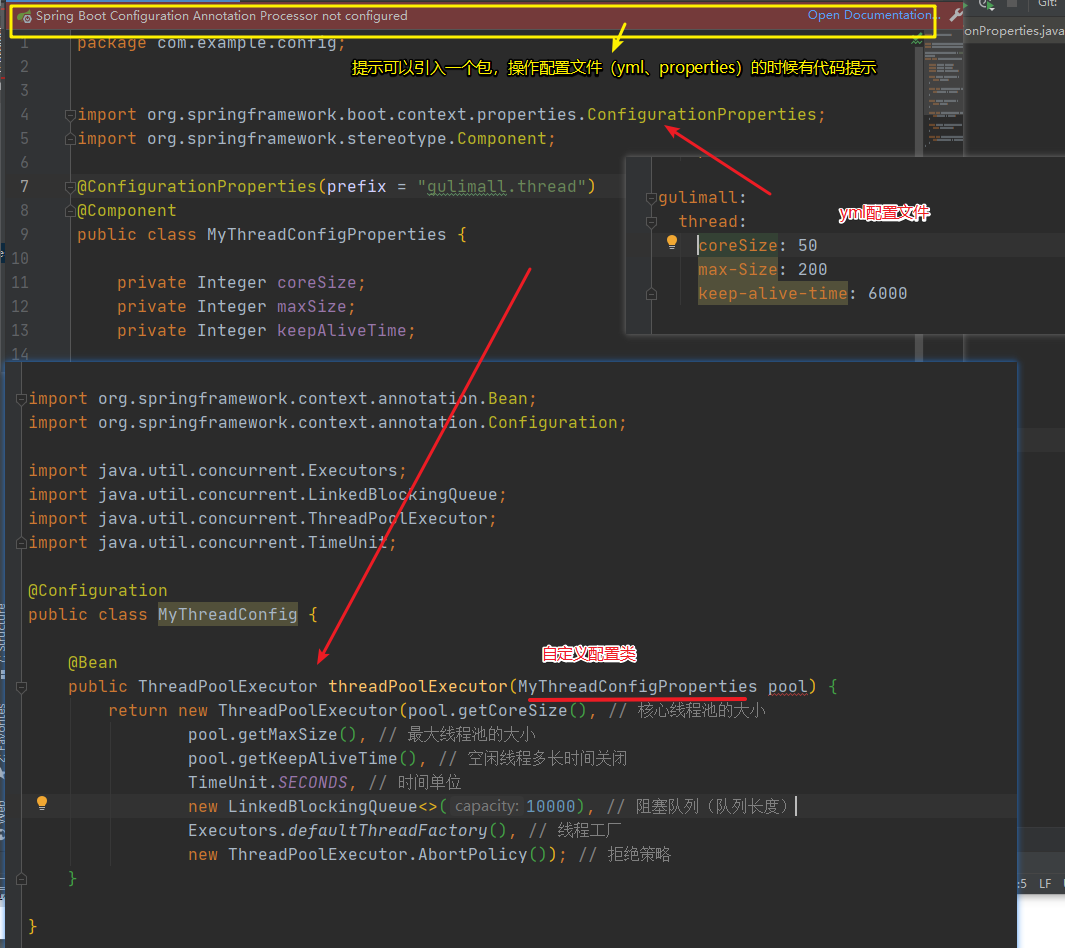 Spring Boot Configuration Annotation Processor not configured
Open Documentation...
Git:
onProperties.java
提示可以引入一个包，操作配置文件（yml、properties）的时候有代码提示
1 package com.example.config;
2
3
4 import org.springframework.boot.context.properties.ConfigurationProperties;
5 import org.springframework.stereotype.Component;
6
7 @ConfigurationProperties(prefix = "gulimall.thread")
8 @Component
9 public class MyThreadConfigProperties {
10
11 private Integer coreSize;
12 private Integer maxSize;
13 private Integer keepAliveTime;
14
yml配置文件
gulimall:
thread:
coreSize: 50
max-Size: 200
keep-alive-time: 6000
import org.springframework.context.annotation.Bean;
import org.springframework.context.annotation.Configuration;
import java.util.concurrent.Executors;
import java.util.concurrent.LinkedBlockingQueue;
import java.util.concurrent.ThreadPoolExecutor;
import java.util.concurrent.TimeUnit;
@Configuration
public class MyThreadConfig {
自定义配置类
@Bean
public ThreadPoolExecutor threadPoolExecutor(MyThreadConfigProperties pool) {
return new ThreadPoolExecutor(pool.getCoreSize(), // 核心线程池的大小
pool.getMaxSize(), // 最大线程池的大小
pool.getKeepAliveTime(), // 空闲线程多长时间关闭
TimeUnit.SECONDS, // 时间单位
new LinkedBlockingQueue<>( capacity: 10000), // 阻塞队列（队列长度）
Executors.defaultThreadFactory(), // 线程工厂
new ThreadPoolExecutor.AbortPolicy()); // 拒绝策略
}
}
:5 LF